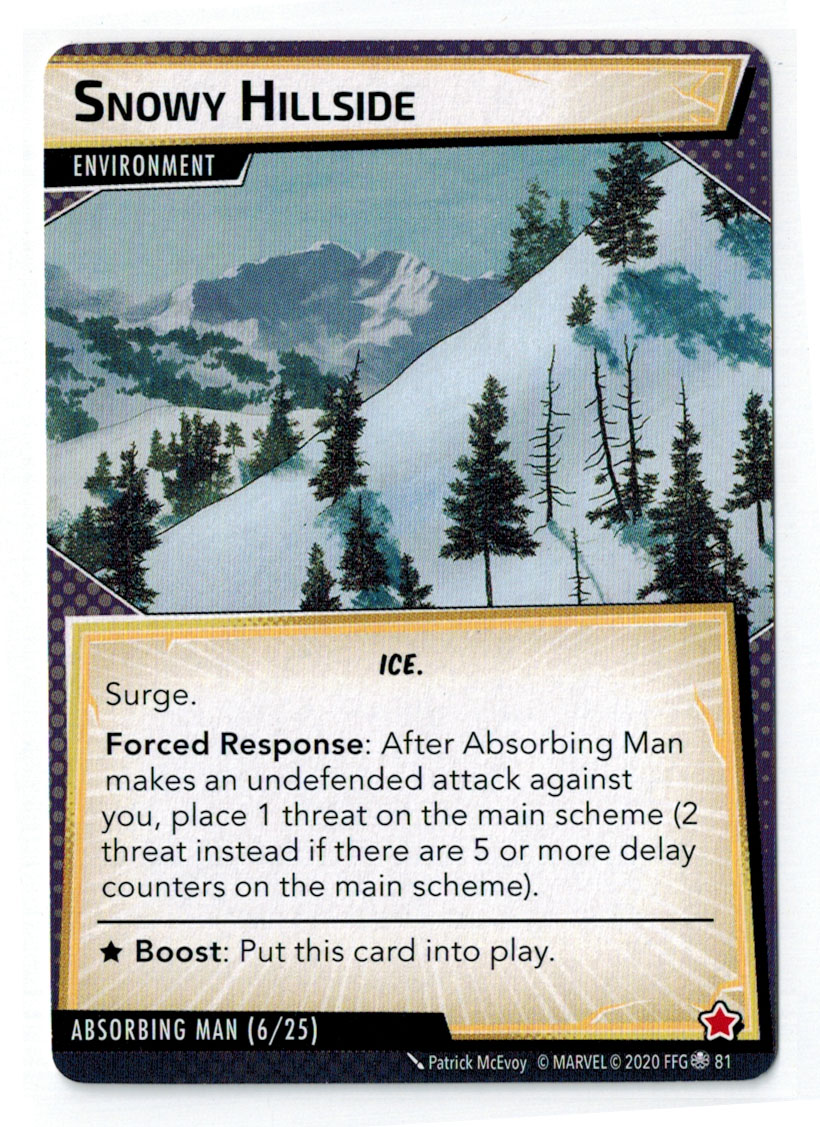 Snowy Hillside
ENVIRONMENT
ICE.
Surge.
Forced Response: After Absorbing Man
makes an undefended attack against
you, place 1 threat on the main scheme (2
threat instead if there are 5 or more delay
counters on the main scheme).
★ Boost: Put this card into play.
ABSORBING MAN (6/25)
Patrick McEvoy © MARVEL © 2020 FFG 81